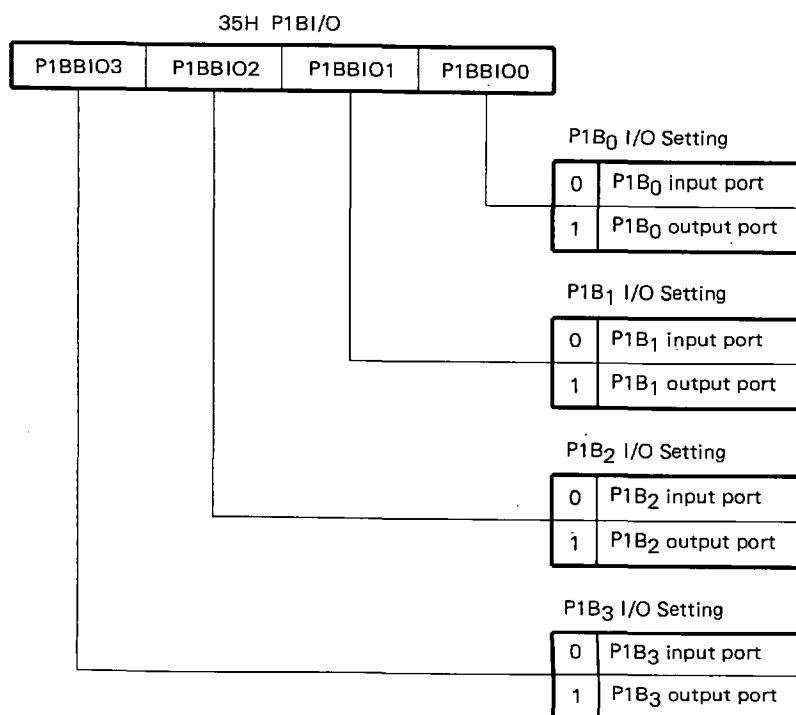 35H P1BI/O
P1BBIO3 P1BBIO2 P1BBIO1 P1BBIO0
P1B0 I/O Setting
0 P1B0 input port
1 P1B0 output port
P1B1 I/O Setting
0 P1B1 input port
1 P1B1 output port
P1B2 I/O Setting
0 P1B2 input port
1 P1B2 output port
P1B3 I/O Setting
0 P1B3 input port
1 P1B3 output port